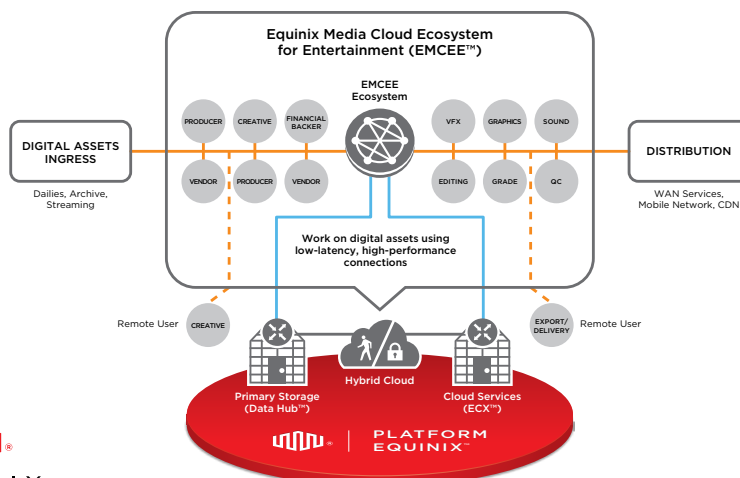 Equinix Media Cloud Ecosystem
for Entertainment (EMCEE™)
EMCEE
Ecosystem
PRODUCER
CREATIVE
FINANCIAL
BACKER
VFX
GRAPHICS
SOUND
DIGITAL ASSETS
INGRESS
DISTRIBUTION
VENDOR
PRODUCER
VENDOR
EDITING
GRADE
QC
Dailies, Archive,
Streaming
WAN Services,
Mobile Network, CDN
Work on digital assets using
low-latency, high-performance
connections
Remote User
CREATIVE
EXPORT/
DELIVERY
Remote User
Hybrid Cloud
Primary Storage
(Data Hub™)
Cloud Services
(ECX™)
PLATFORM
EQUINIX™